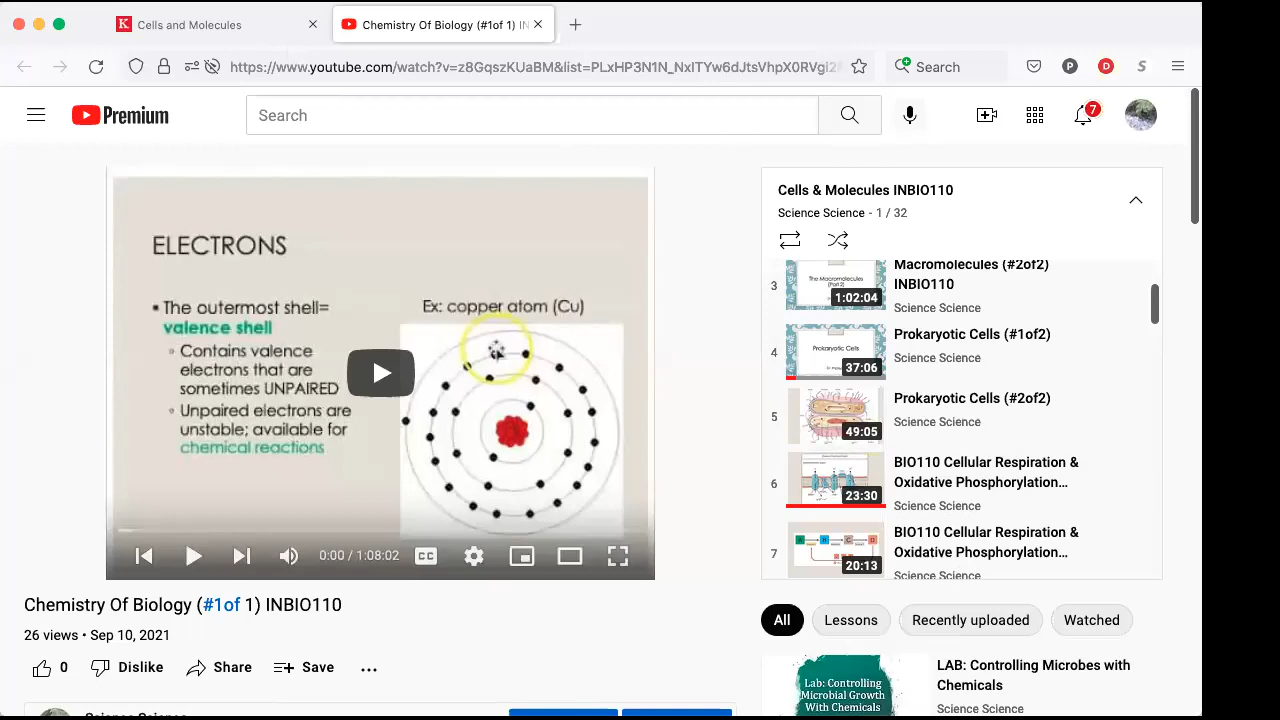 K Cells and Molecules
Chemistry Of Biology (#1of 1) IN
https://www.youtube.com/watch?v=z8GqszKUaBM&list=PLxHP3N1N_NxITYw6dJtsVhpX0RVgi2
Search
P
D
S
Premium
Search
7
ELECTRONS
▪ The outermost shell=
valence shell
Contains valence
electrons that are
sometimes UNPAIRED
Unpaired electrons are
unstable; available for
chemical reactions
Ex: copper atom (Cu)
0:00 / 1:08:02
CC
Cells & Molecules INBIO110
Science Science - 1 / 32
3
The Macromolecules
(Part 2)
1:02:04
Macromolecules (#2of2)
INBIO110
Science Science
4
Prokaryotic Cells
37:06
Prokaryotic Cells (#1of2)
Science Science
5
49:05
Prokaryotic Cells (#2of2)
Science Science
6
23:30
BIO110 Cellular Respiration &
Oxidative Phosphorylation...
Science Science
7
20:13
BIO110 Cellular Respiration &
Oxidative Phosphorylation...
Science Science
Chemistry Of Biology (#1of 1) INBIO110
26 views • Sep 10, 2021
0 Dislike Share Save ...
All Lessons Recently uploaded Watched
Lab: Controlling
Microbial Growth
With Chemicals
LAB: Controlling Microbes with
Chemicals
Science Science
Science Science